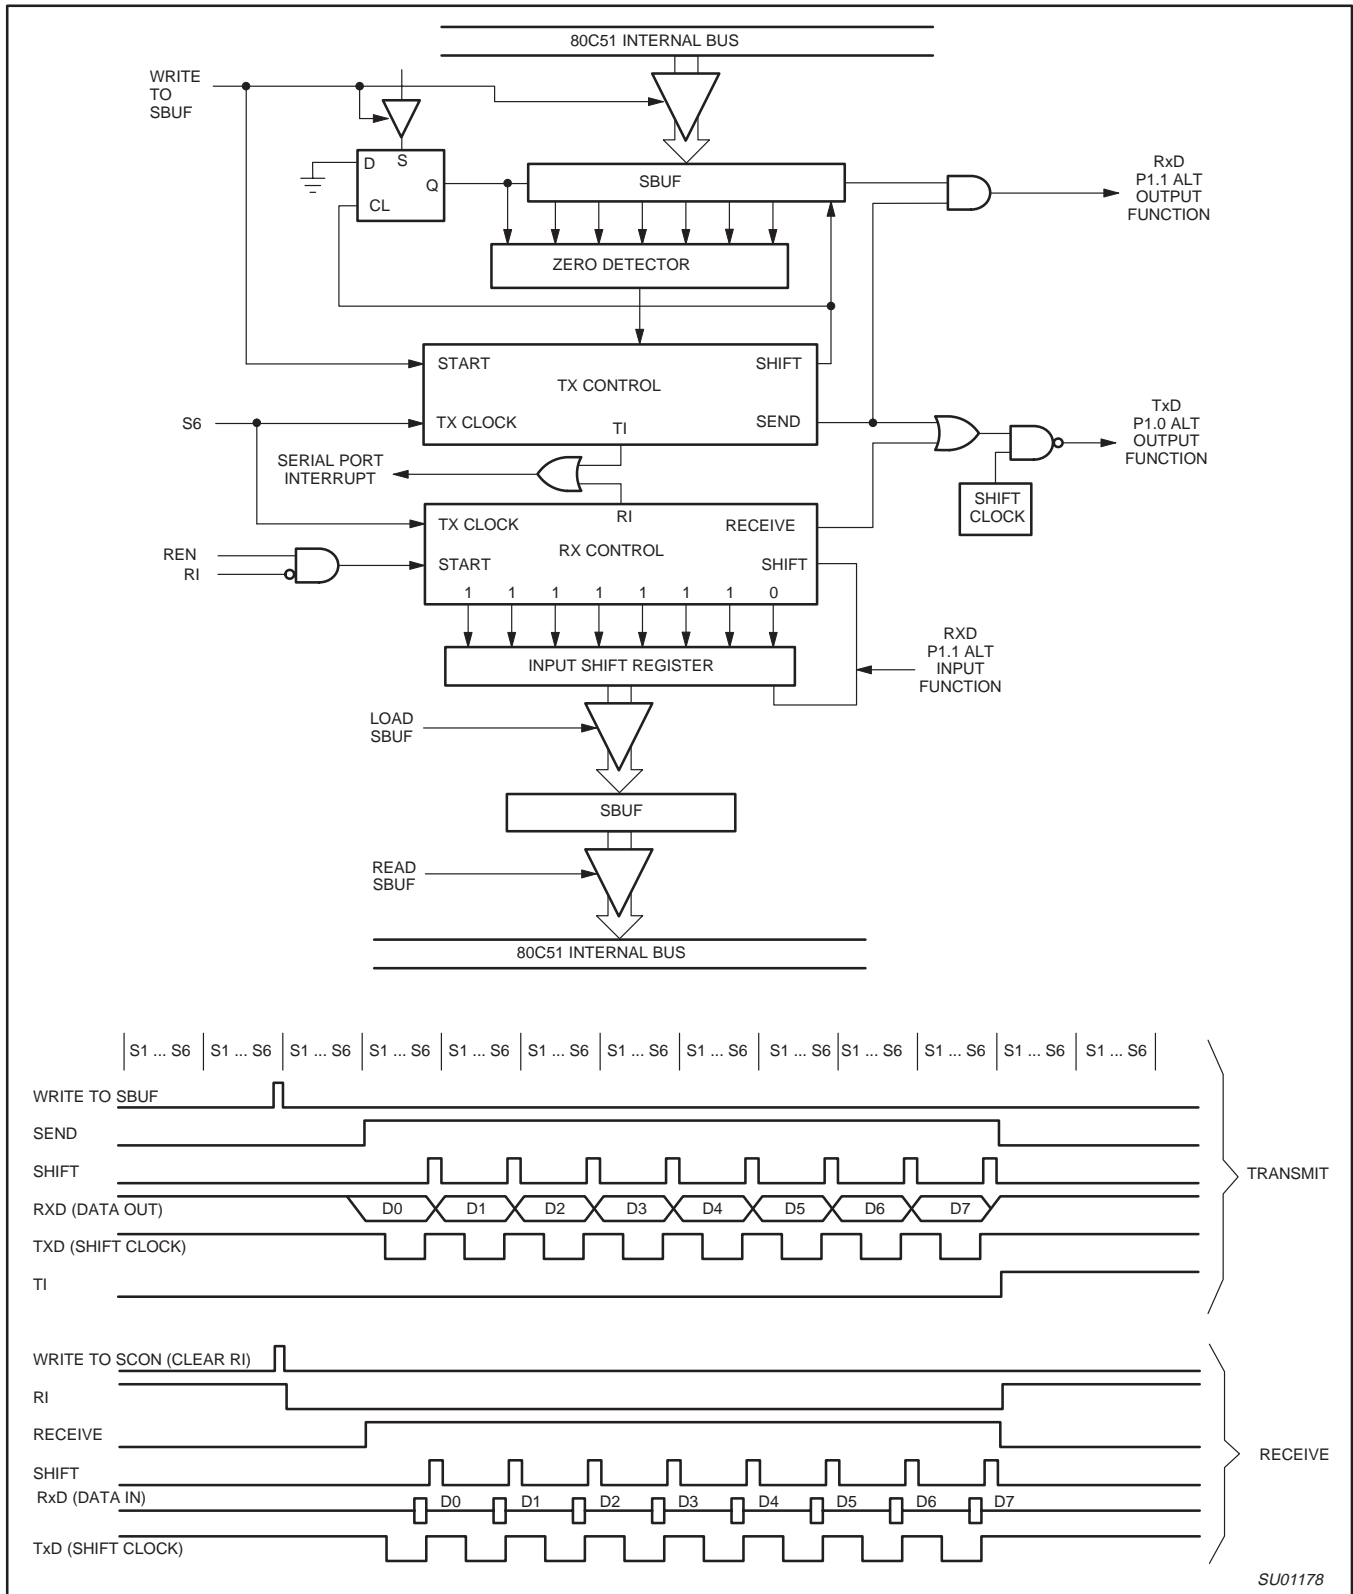 80C51 INTERNAL BUS
WRITE
TO
SBUF
D
S
Q
CL
SBUF
RxD
P1.1 ALT
OUTPUT
FUNCTION
ZERO DETECTOR
START
SHIFT
TX CONTROL
S6
TX CLOCK
TI
SEND
TxD
P1.0 ALT
OUTPUT
FUNCTION
SERIAL PORT
INTERRUPT
SHIFT
CLOCK
TX CLOCK
RI
RECEIVE
REN
RI
RX CONTROL
START
SHIFT
1 1 1 1 1 1 1 0
RXD
P1.1 ALT
INPUT
FUNCTION
INPUT SHIFT REGISTER
LOAD
SBUF
SBUF
READ
SBUF
80C51 INTERNAL BUS
S1 ... S6 S1 ... S6 S1 ... S6 S1 ... S6 S1 ... S6 S1 ... S6 S1 ... S6 S1 ... S6 S1 ... S6 S1 ... S6 S1 ... S6 S1 ... S6 S1 ... S6
WRITE TO SBUF
SEND
SHIFT
TRANSMIT
RXD (DATA OUT) D0 D1 D2 D3 D4 D5 D6 D7
TXD (SHIFT CLOCK)
TI
WRITE TO SCON (CLEAR RI)
RI
RECEIVE
RECEIVE
SHIFT
RxD (DATA IN) D0 D1 D2 D3 D4 D5 D6 D7
TxD (SHIFT CLOCK)
SU01178